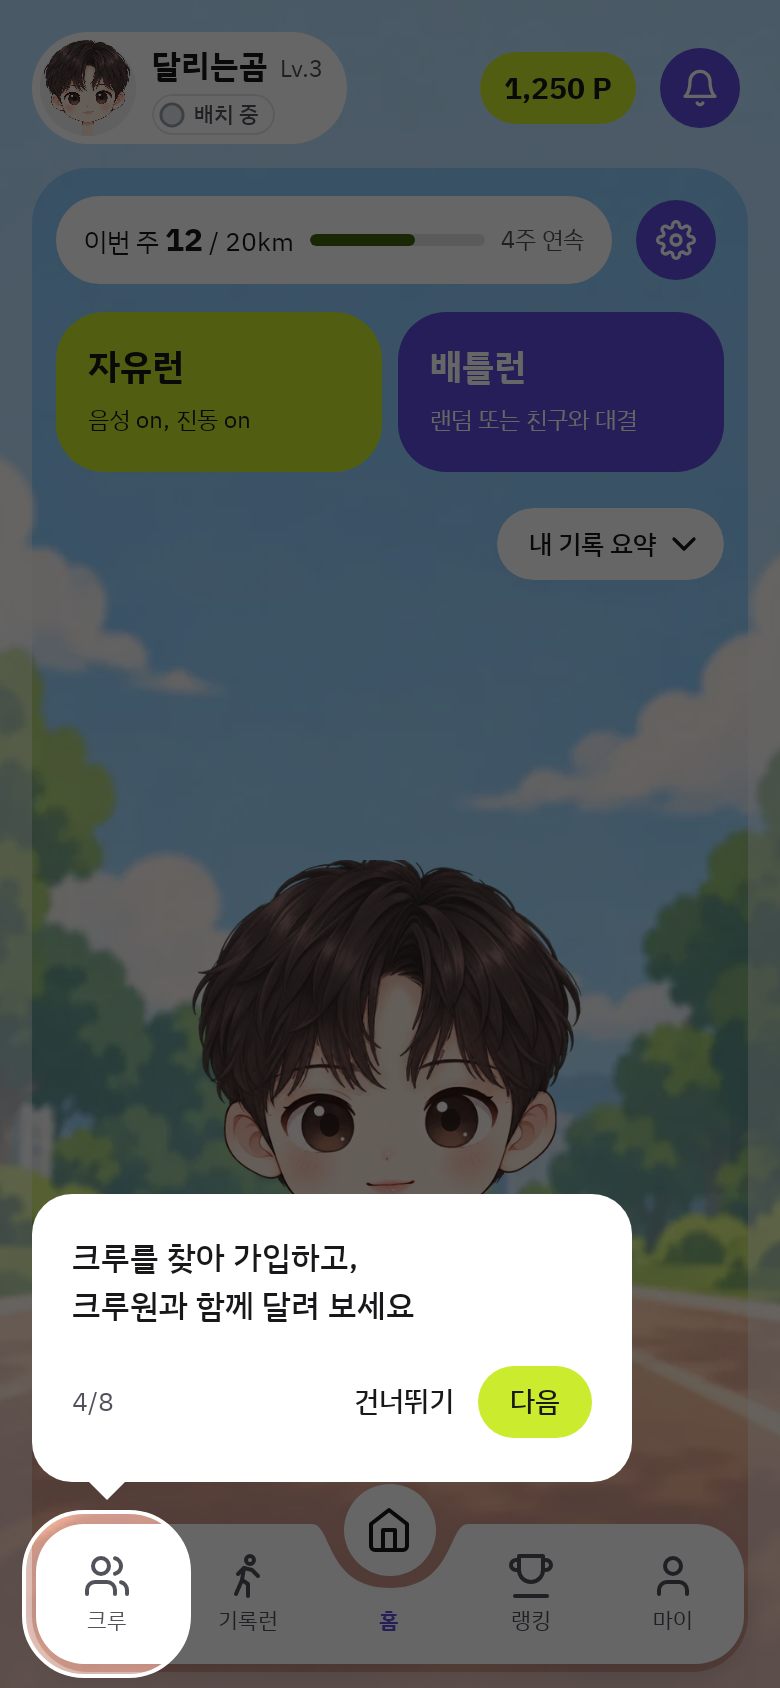 달리는곰 Lv.3
배치 중
1,250 P
이번 주 12 / 20km 4주 연속
자유런
음성 on, 진동 on
배틀런
랜덤 또는 친구와 대결
내 기록 요약
크루를 찾아 가입하고,
크루원과 함께 달려 보세요
4/8 건너뛰기 다음
크루 기록런 홈 랭킹 마이